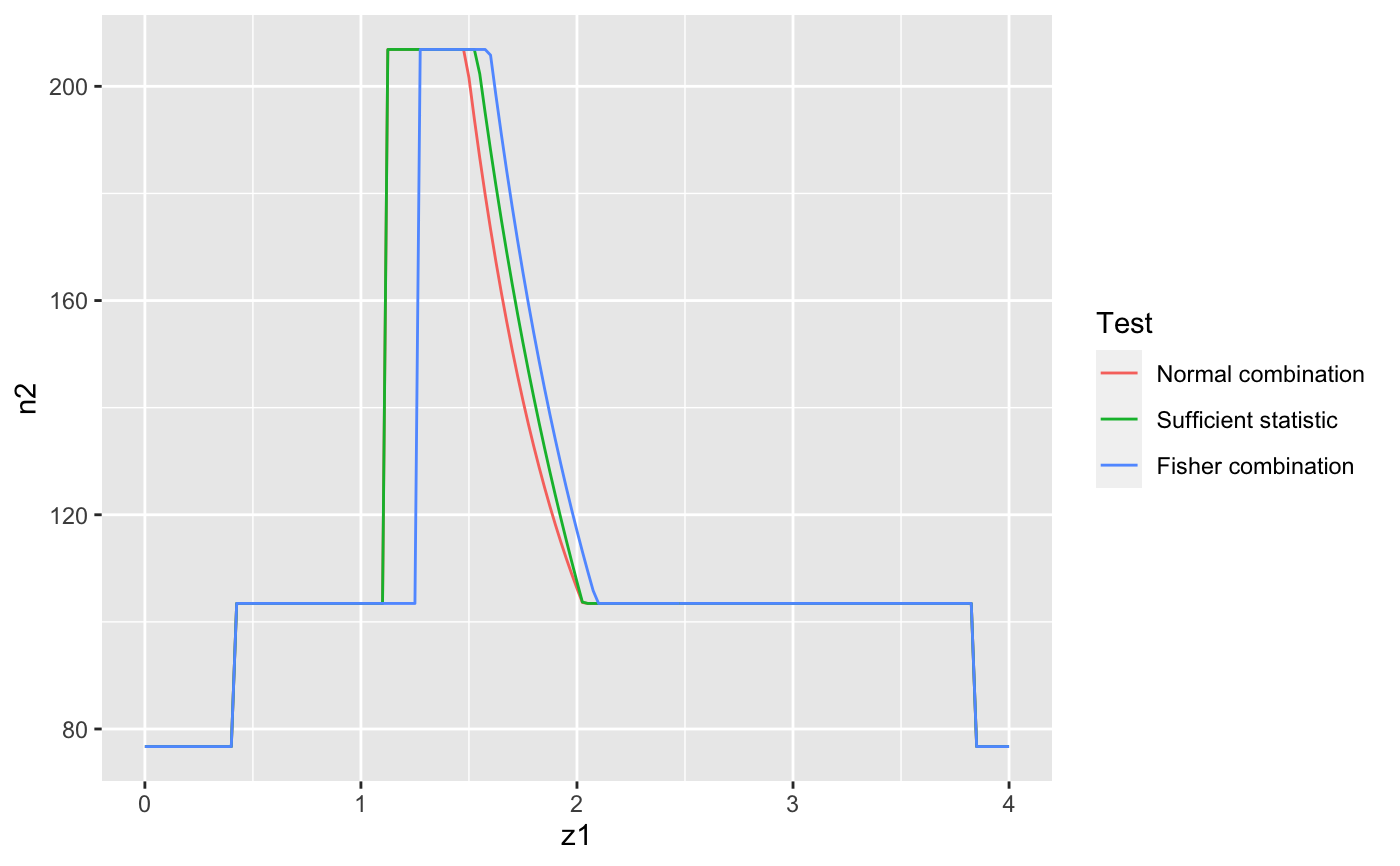 n2
200
160
120
80
0 1 2 3 4
z1
Test
Normal combination
Sufficient statistic
Fisher combination